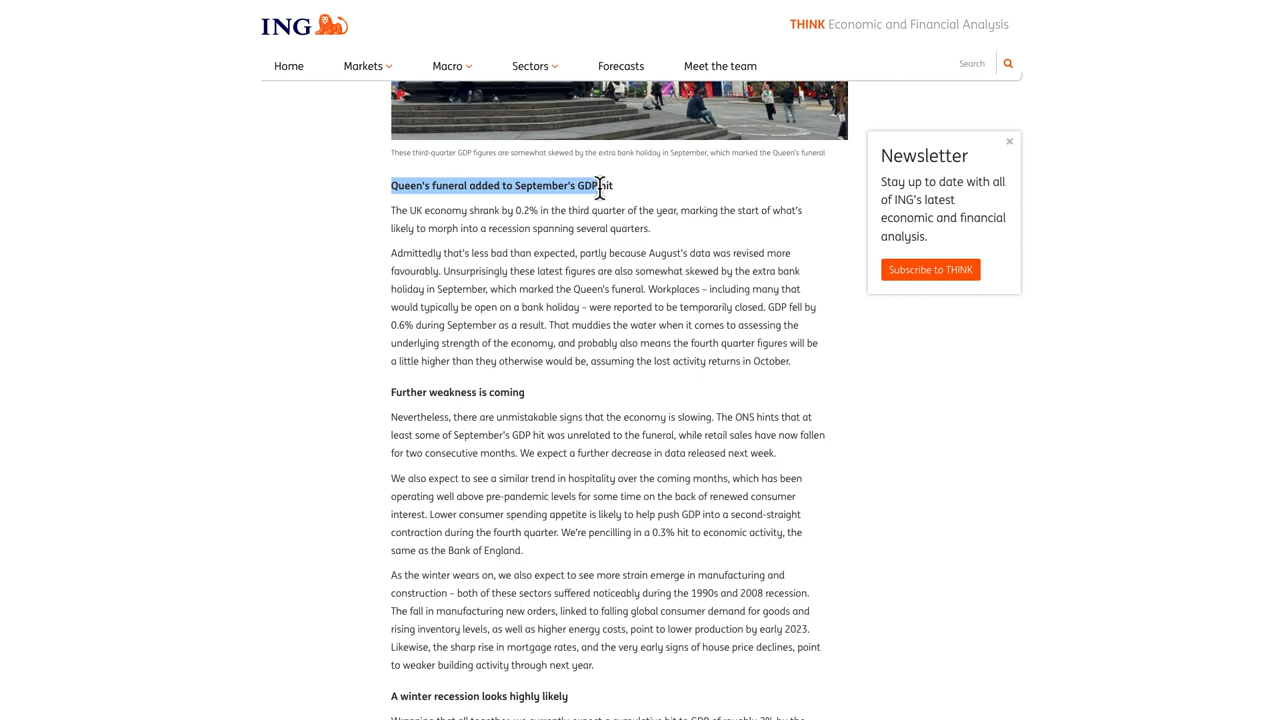 ING
THINK Economic and Financial Analysis
Home Markets Macro Sectors Forecasts Meet the team Search
These third-quarter GDP figures are somewhat skewed by the extra bank holiday in September, which marked the Queen's funeral
Queen's funeral added to September's GDP hit
The UK economy shrank by 0.2% in the third quarter of the year, marking the start of what's
likely to morph into a recession spanning several quarters.
Admittedly that's less bad than expected, partly because August's data was revised more
favourably. Unsurprisingly these latest figures are also somewhat skewed by the extra bank
holiday in September, which marked the Queen's funeral. Workplaces – including many that
would typically be open on a bank holiday – were reported to be temporarily closed. GDP fell by
0.6% during September as a result. That muddies the water when it comes to assessing the
underlying strength of the economy, and probably also means the fourth quarter figures will be
a little higher than they otherwise would be, assuming the lost activity returns in October.
Further weakness is coming
Nevertheless, there are unmistakable signs that the economy is slowing. The ONS hints that at
least some of September's GDP hit was unrelated to the funeral, while retail sales have now fallen
for two consecutive months. We expect a further decrease in data released next week.
We also expect to see a similar trend in hospitality over the coming months, which has been
operating well above pre-pandemic levels for some time on the back of renewed consumer
interest. Lower consumer spending appetite is likely to help push GDP into a second-straight
contraction during the fourth quarter. We're pencilling in a 0.3% hit to economic activity, the
same as the Bank of England.
As the winter wears on, we also expect to see more strain emerge in manufacturing and
construction – both of these sectors suffered noticeably during the 1990s and 2008 recession.
The fall in manufacturing new orders, linked to falling global consumer demand for goods and
rising inventory levels, as well as higher energy costs, point to lower production by early 2023.
Likewise, the sharp rise in mortgage rates, and the very early signs of house price declines, point
to weaker building activity through next year.
A winter recession looks highly likely
Wrapping that all together, we currently expect a cumulative hit to GDP of roughly 2% by the
Newsletter
Stay up to date with all
of ING's latest
economic and financial
analysis.
Subscribe to THINK